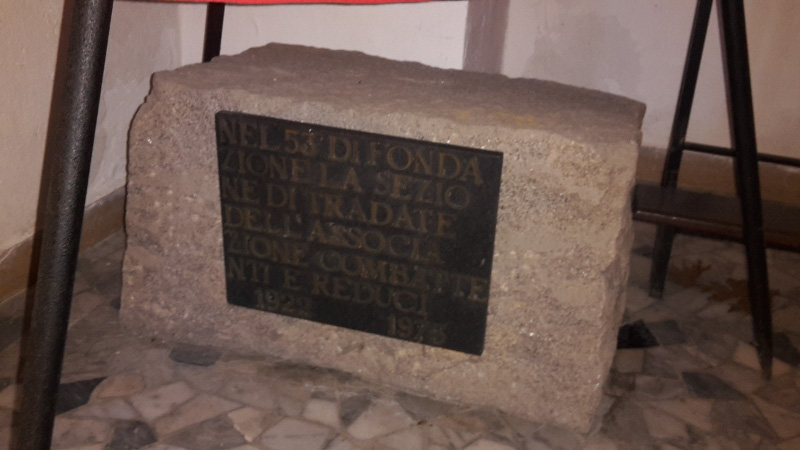 NEL 53° DI FONDA
ZIONE LA SEZIO
NE DI TRADATE
DELL'ASSOCIA
ZIONE COMBATTE
NTI E REDUCI
1922 1975